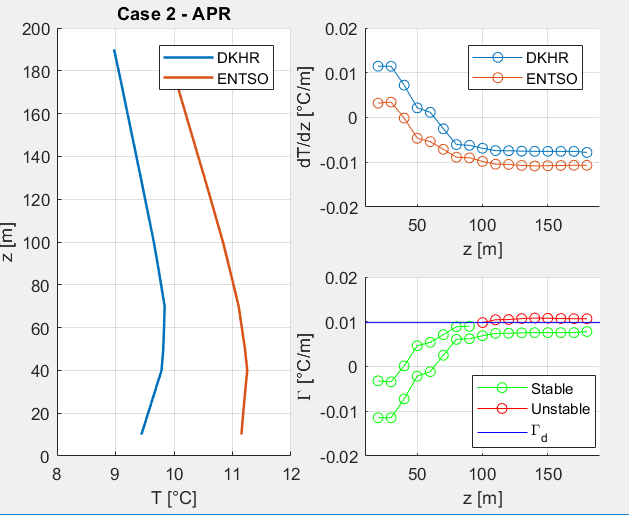 Case 2 - APR
200
180
160
140
120
100
80
60
40
20
0
z [m]
8 9 10 11 12
T [°C]
DKHR
ENTSO
0.02
0.01
0
-0.01
-0.02
dT/dz [°C/m]
50 100 150
z [m]
DKHR
ENTSO
0.02
0.01
0
-0.01
-0.02
Γ [°C/m]
50 100 150
z [m]
Stable
Unstable
Γd